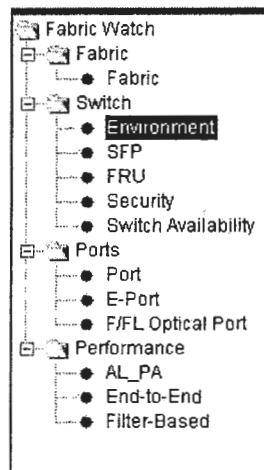 Fabric Watch
Fabric
Fabric
Switch
Environment
SFP
FRU
Security
Switch Availability
Ports
Port
E-Port
F/FL Optical Port
Performance
AL_PA
End-to-End
Filter-Based